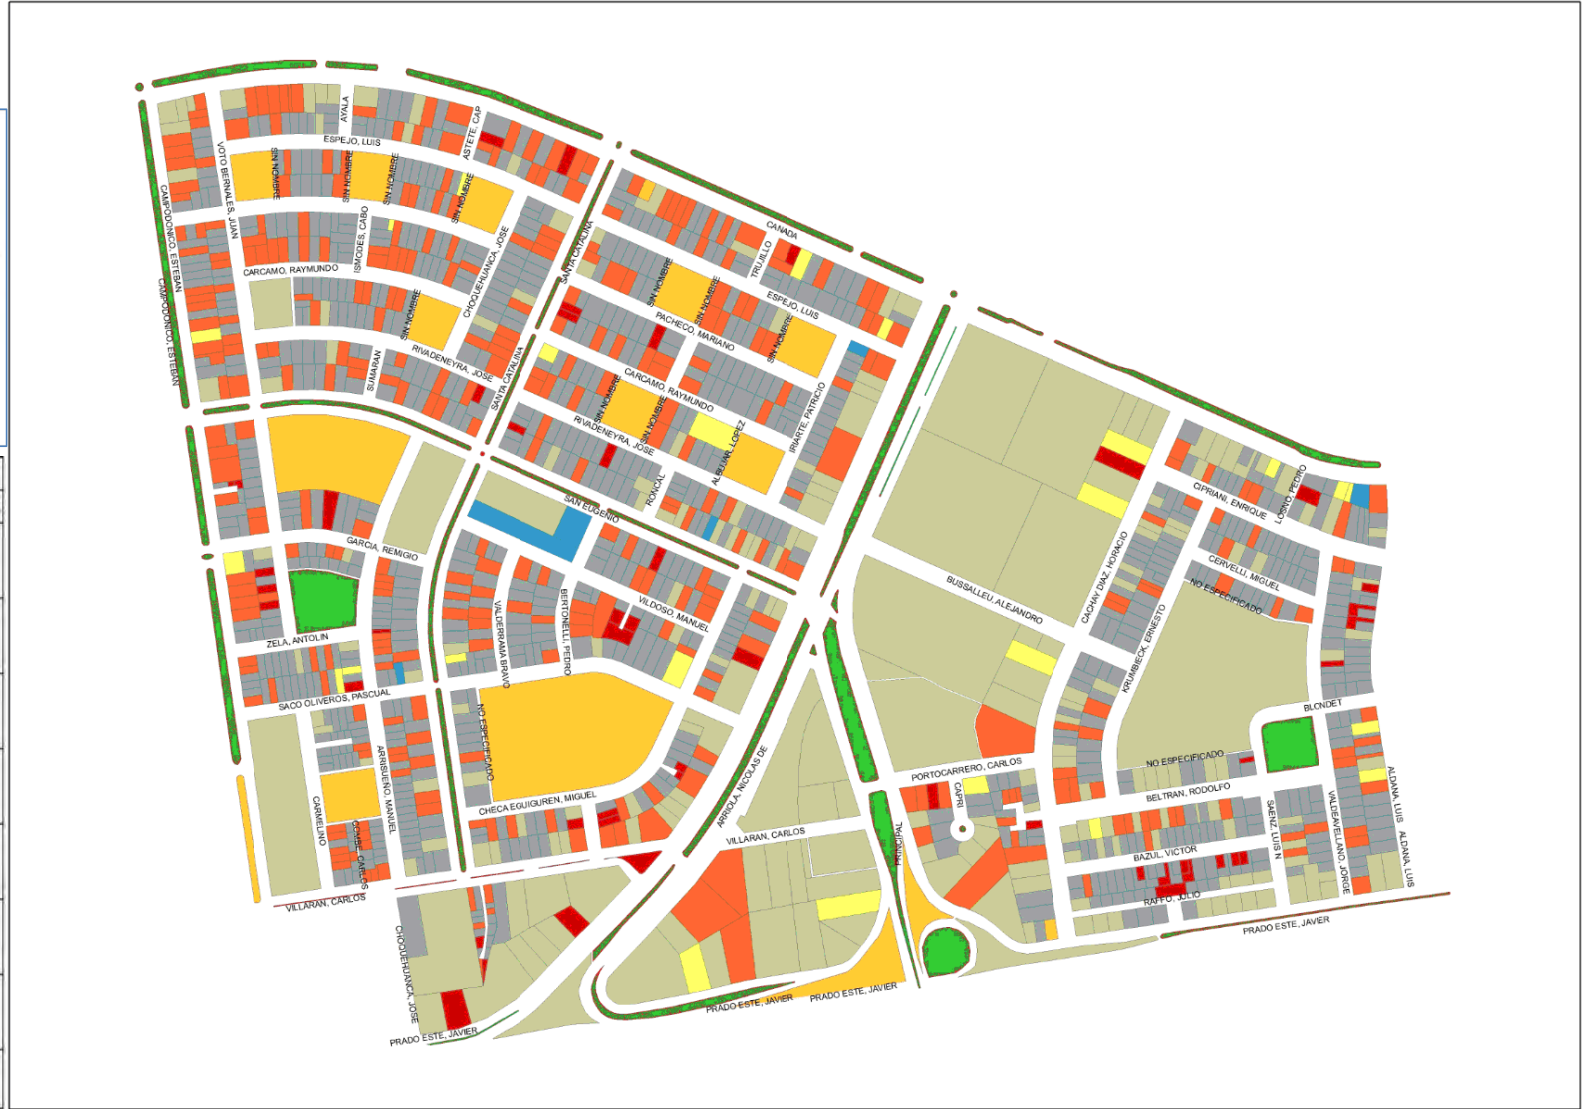 AYALA
ESPEJO, LUIS
ASTETE, CAP
VOTO BERNALES, JUAN
SIN NOMBRE
SIN NOMBRE
SIN NOMBRE
SIN NOMBRE
CAMPODONICO, ESTEBAN
CAMPODONICO, ESTEBAN
ISMODES, CABO
CARCAMO, RAYMUNDO
CHOQUEHUANCA, JOSE
SIN NOMBRE
SANTA CATALINA
SANTA CATALINA
SUMARAN
RIVADENEYRA, JOSE
CANADA
TRUJILLO
SIN NOMBRE
SIN NOMBRE
ESPEJO, LUIS
PACHECO, MARIANO
SIN NOMBRE
CARCAMO, RAYMUNDO
SIN NOMBRE
SIN NOMBRE
IRIARTE, PATRICIO
RIVADENEYRA, JOSE
ALBUJAR, LOPEZ
RONCAL
SAN EUGENIO
GARCIA, REMIGIO
ZELA, ANTOLIN
SACO OLIVEROS, PASCUAL
VALDERRAMA BRAVO
BERTONELLI, PEDRO
VILDOSO, MANUEL
NO ESPECIFICADO
CHECA EGUIGUREN, MIGUEL
ARRISUEÑO, MANUEL
CARMELINO
COMBE, CARLOS
VILLARAN, CARLOS
CHOQUEHUANCA, JOSE
PRADO ESTE, JAVIER
ARRIOLA, NICOLAS DE
VILLARAN, CARLOS
PRADO ESTE, JAVIER
PRADO ESTE, JAVIER
PRINCIPAL
CAPRI
PORTOCARRERO, CARLOS
BUSSALLEU, ALEJANDRO
CACHAY DIAZ, HORACIO
KRUMBIECK, ERNESTO
CIPRIANI, ENRIQUE
LOSNO, PEDRO
CERVELLI, MIGUEL
NO ESPECIFICADO
BLONDET
NO ESPECIFICADO
BELTRAN, RODOLFO
BAZUL, VICTOR
RAFFO, JULIO
SAENZ, LUIS N
VALDEAVELLANO, JORGE
ALDANA, LUIS
ALDANA, LUIS
PRADO ESTE, JAVIER